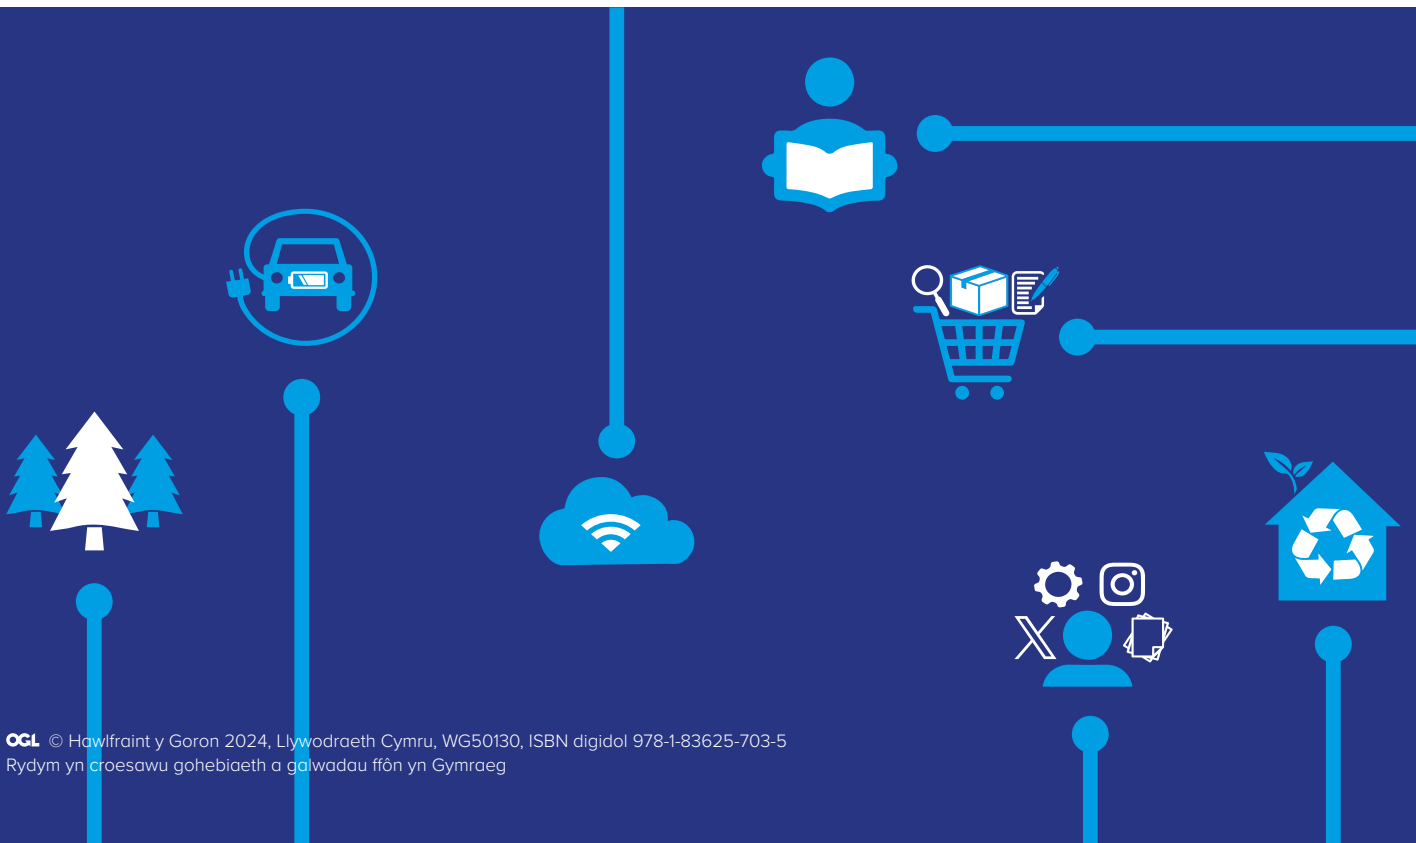 OGL © Hawlfraint y Goron 2024, Llywodraeth Cymru, WG50130, ISBN digidol 978-1-83625-703-5
Rydym yn croesawu gohebiaeth a galwadau ffôn yn Gymraeg